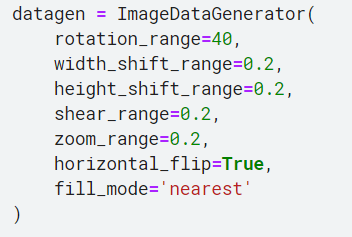 datagen = ImageDataGenerator(
    rotation_range=40,
    width_shift_range=0.2,
    height_shift_range=0.2,
    shear_range=0.2,
    zoom_range=0.2,
    horizontal_flip=True,
    fill_mode='nearest'
)